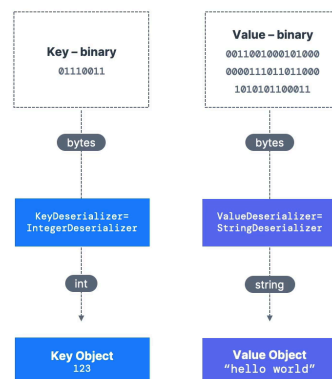 Key – binary
01110011
bytes
KeyDeserializer=
IntegerDeserializer
int
Key Object
123
Value – binary
0011001000101000
0000111011011000
1010101100011
bytes
ValueDeserializer=
StringDeserializer
string
Value Object
“hello world”